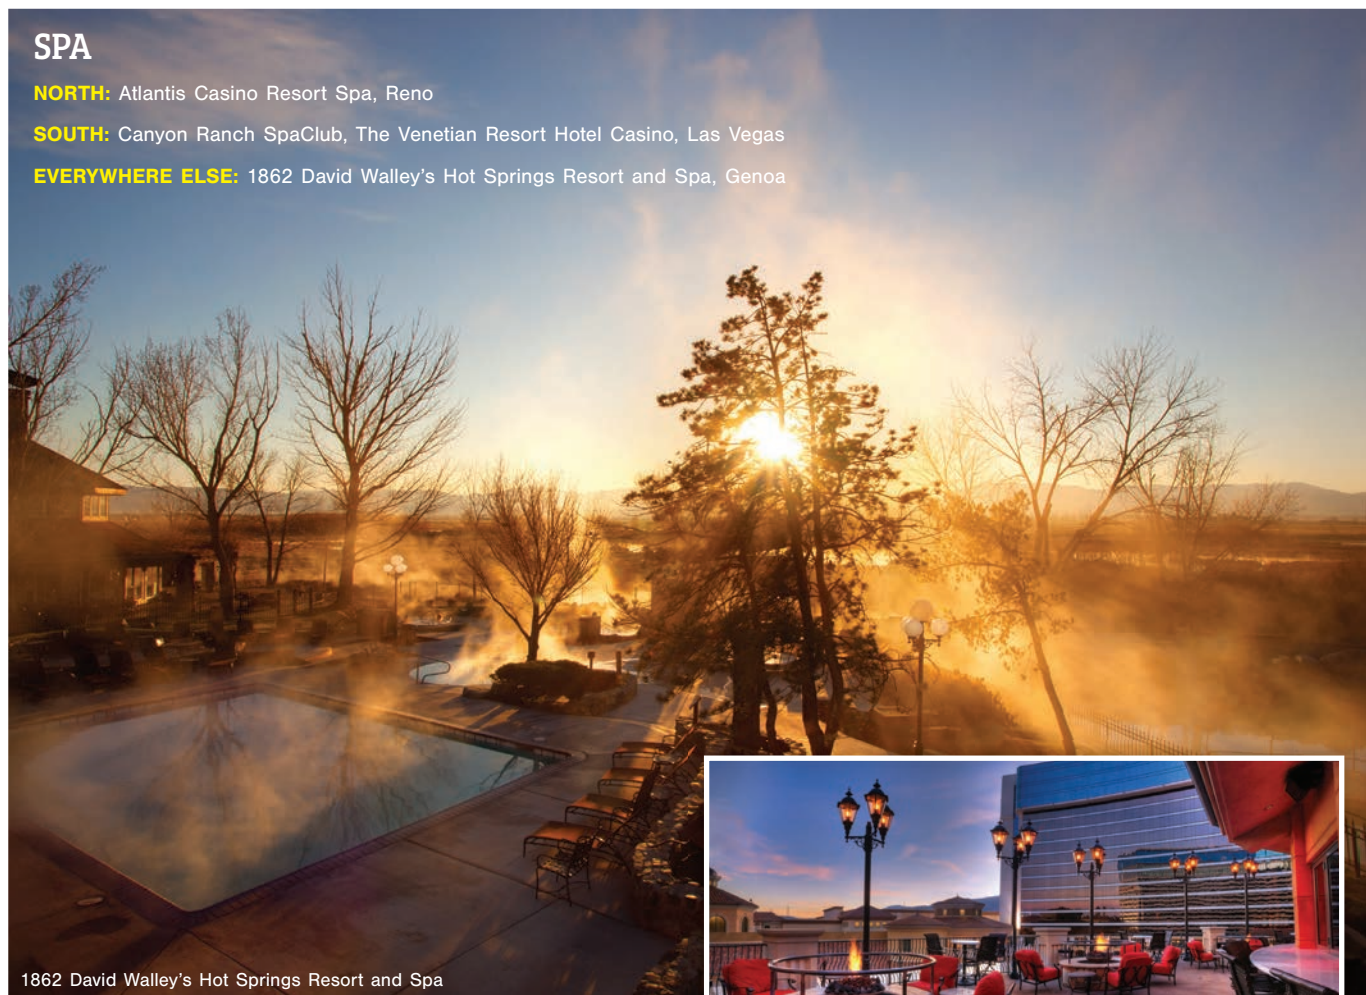 SPA
NORTH: Atlantis Casino Resort Spa, Reno
SOUTH: Canyon Ranch SpaClub, The Venetian Resort Hotel Casino, Las Vegas
EVERYWHERE ELSE: 1862 David Walley's Hot Springs Resort and Spa, Genoa
1862 David Walley's Hot Springs Resort and Spa